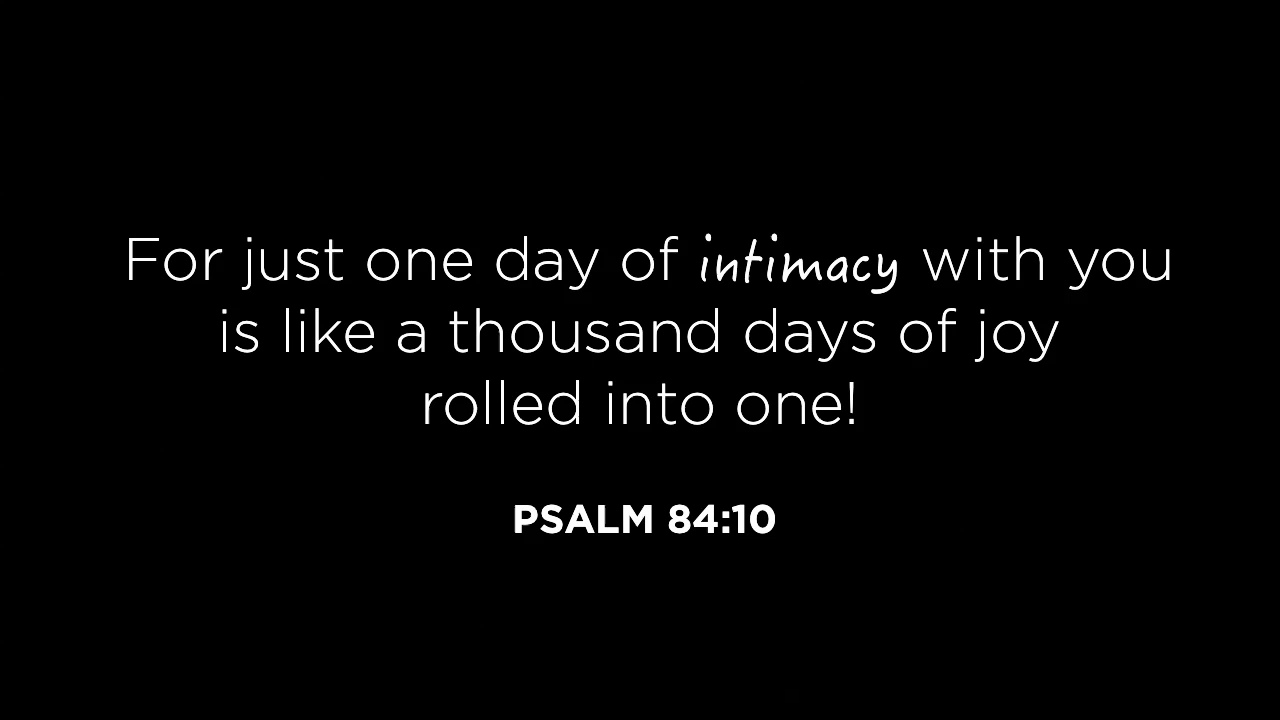 For just one day of intimacy with you
is like a thousand days of joy
rolled into one!
PSALM 84:10